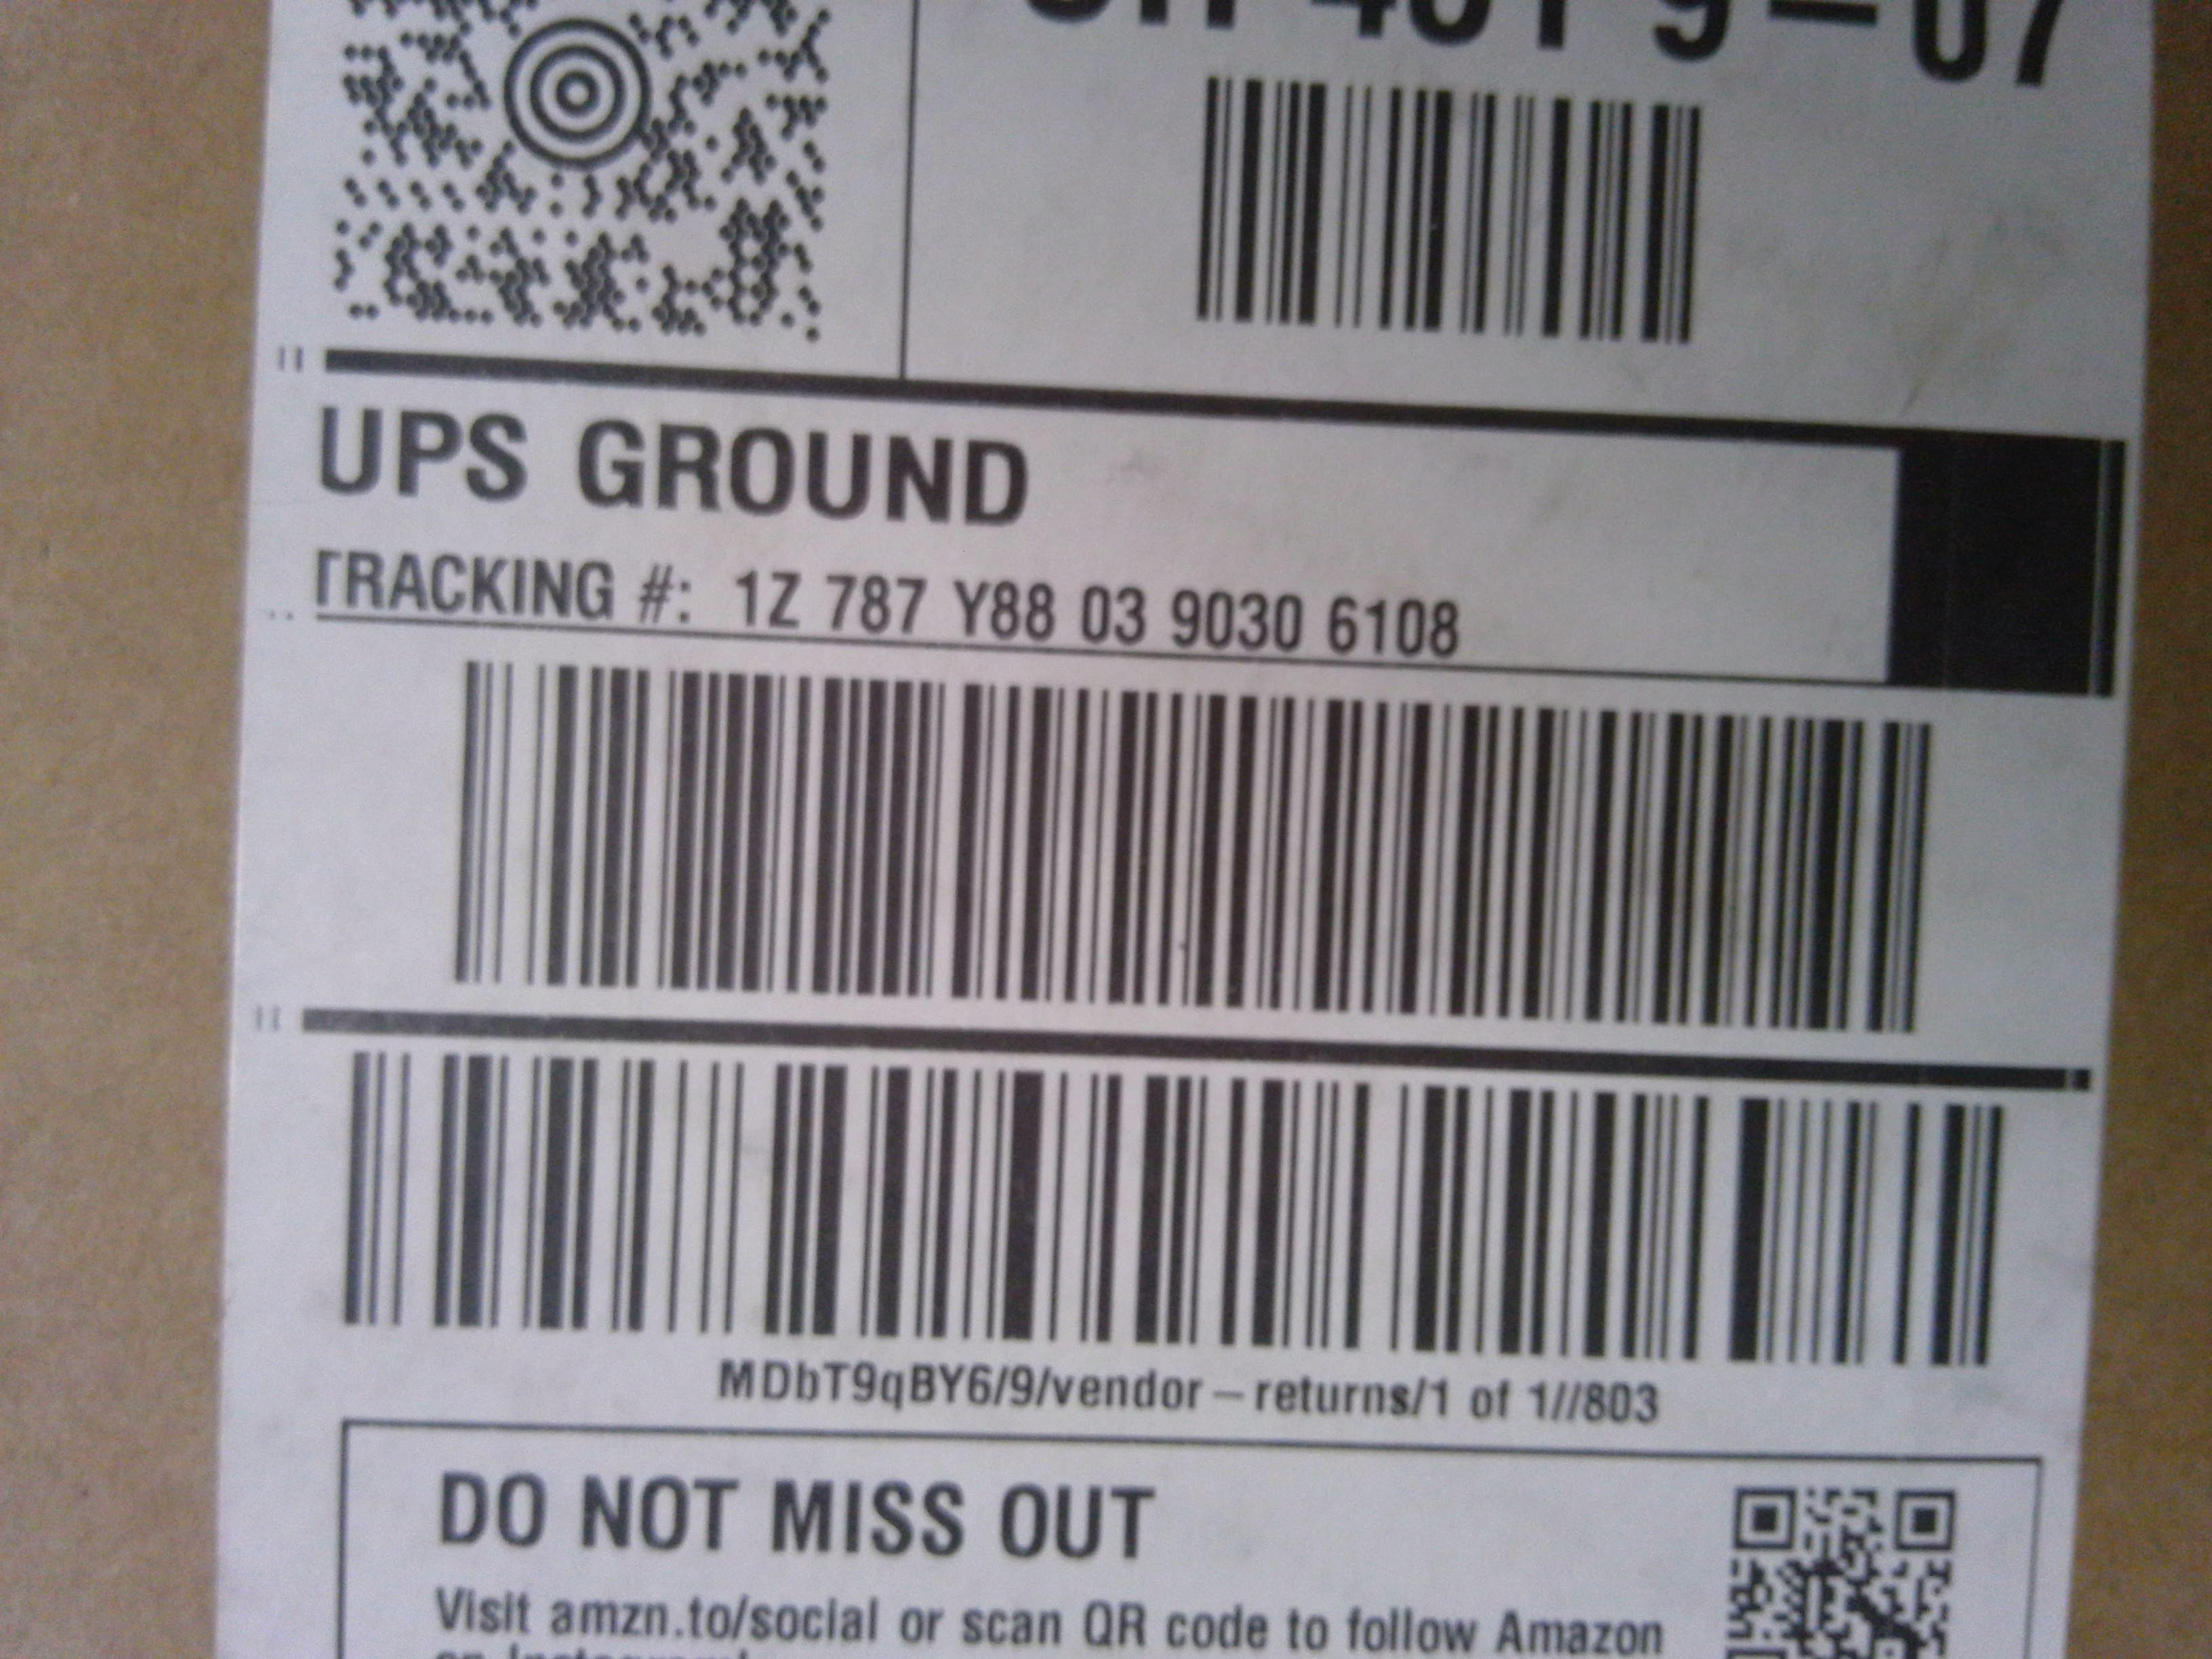 UPS GROUND
TRACKING #: 1Z 787 Y88 03 9030 6108
MDbT9qBY6/9/vendor-returns/1 of 1//803
DO NOT MISS OUT
Visit amzn.to/social or scan QR code to follow Amazon